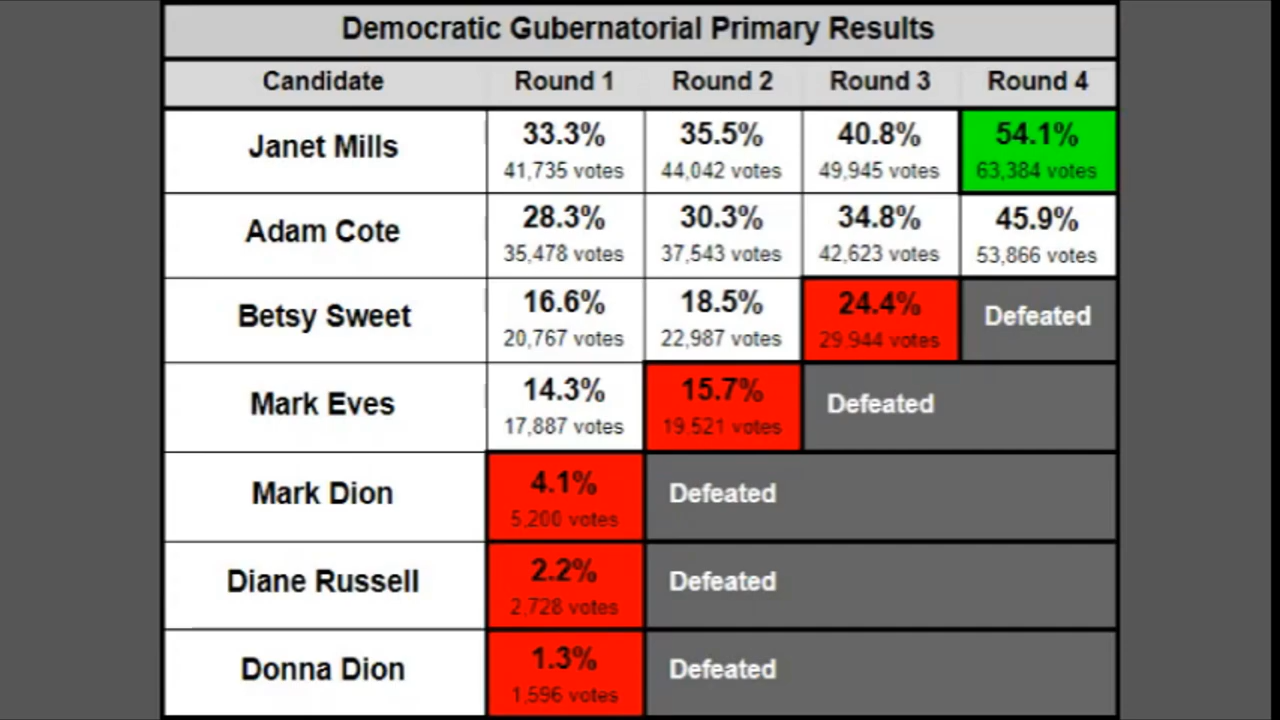 Democratic Gubernatorial Primary Results
Candidate Round 1 Round 2 Round 3 Round 4
Janet Mills 33.3% 35.5% 40.8% 54.1%
41,735 votes 44,042 votes 49,945 votes 63,384 votes
Adam Cote 28.3% 30.3% 34.8% 45.9%
35,478 votes 37,543 votes 42,623 votes 53,866 votes
Betsy Sweet 16.6% 18.5% 24.4% Defeated
20,767 votes 22,987 votes 29,944 votes
Mark Eves 14.3% 15.7% Defeated
17,887 votes 19,521 votes
Mark Dion 4.1% Defeated
5,200 votes
Diane Russell 2.2% Defeated
2,728 votes
Donna Dion 1.3% Defeated
1,596 votes